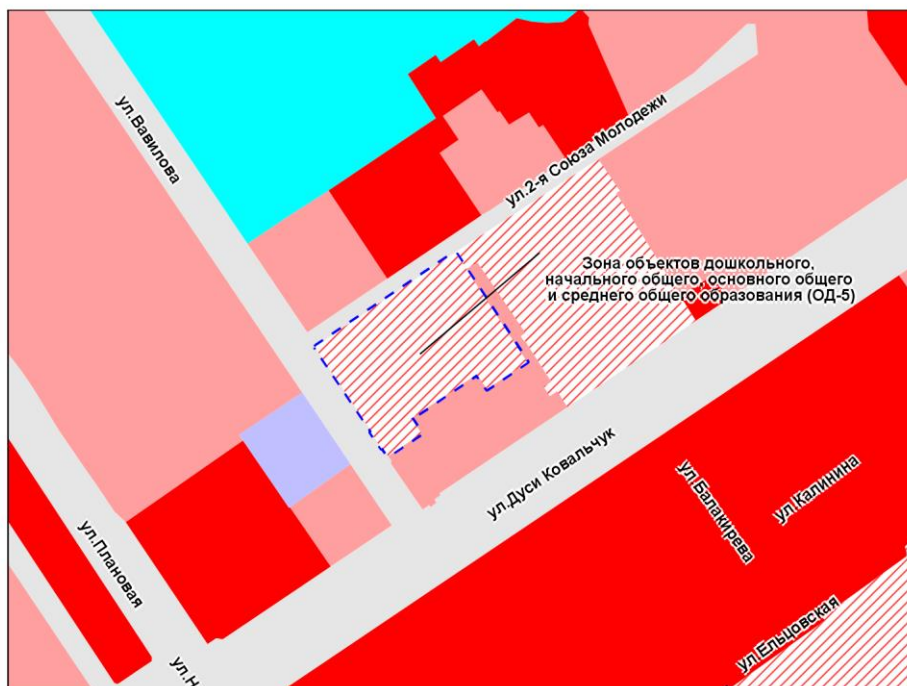 ул.Вавилова
ул.2-я Союза Молодежи
Зона объектов дошкольного,
начального общего, основного общего
и среднего общего образования (ОД-5)
ул.Дуси Ковальчук
ул Балакирева
ул Калинина
ул.Плановая
ул Ельцовская
ул.Н